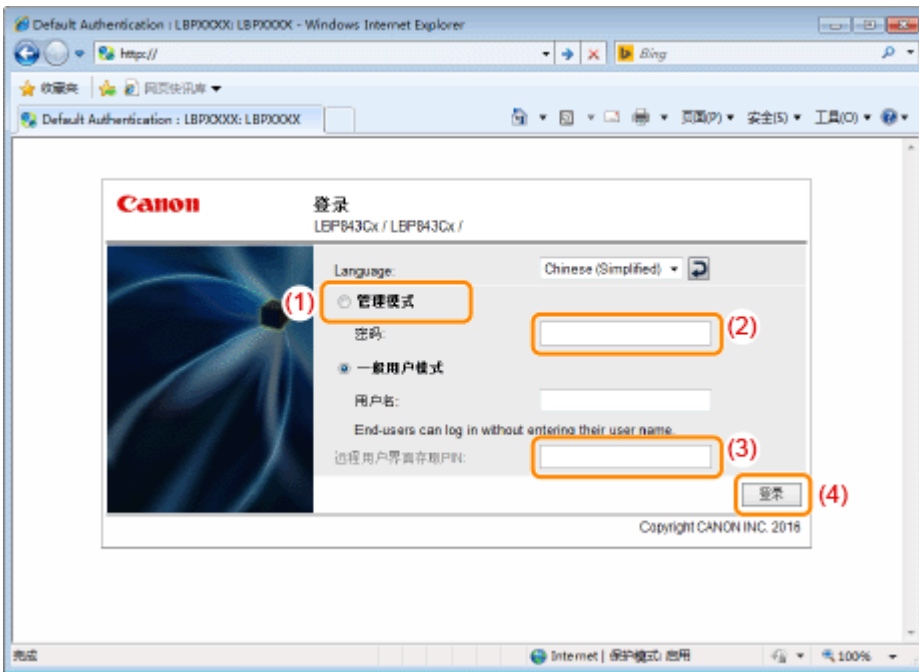 Default Authentication : LBPXXXX: LBPXXXX - Windows Internet Explorer
http://
Bing
收藏夹 网页快讯库
Default Authentication : LBPXXXX: LBPXXXX 页面(P) 安全(S) 工具(O)
Canon
登录
LBP843Cx / LBP843Cx /
Language: Chinese (Simplified)
(1) 管理模式
密码: (2)
一般用户模式
用户名:
End-users can log in without entering their user name.
远程用户界面存取PIN: (3)
登录 (4)
Copyright CANON INC. 2016
完成 Internet | 保护模式: 启用 100%